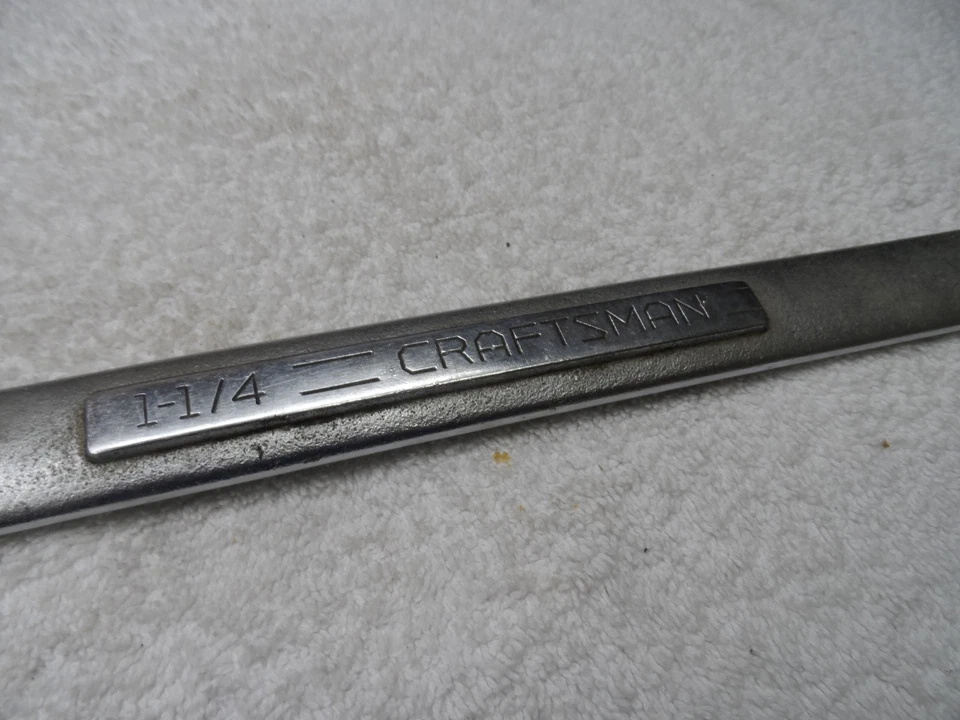 1-1/4 = CRAFTSMAN